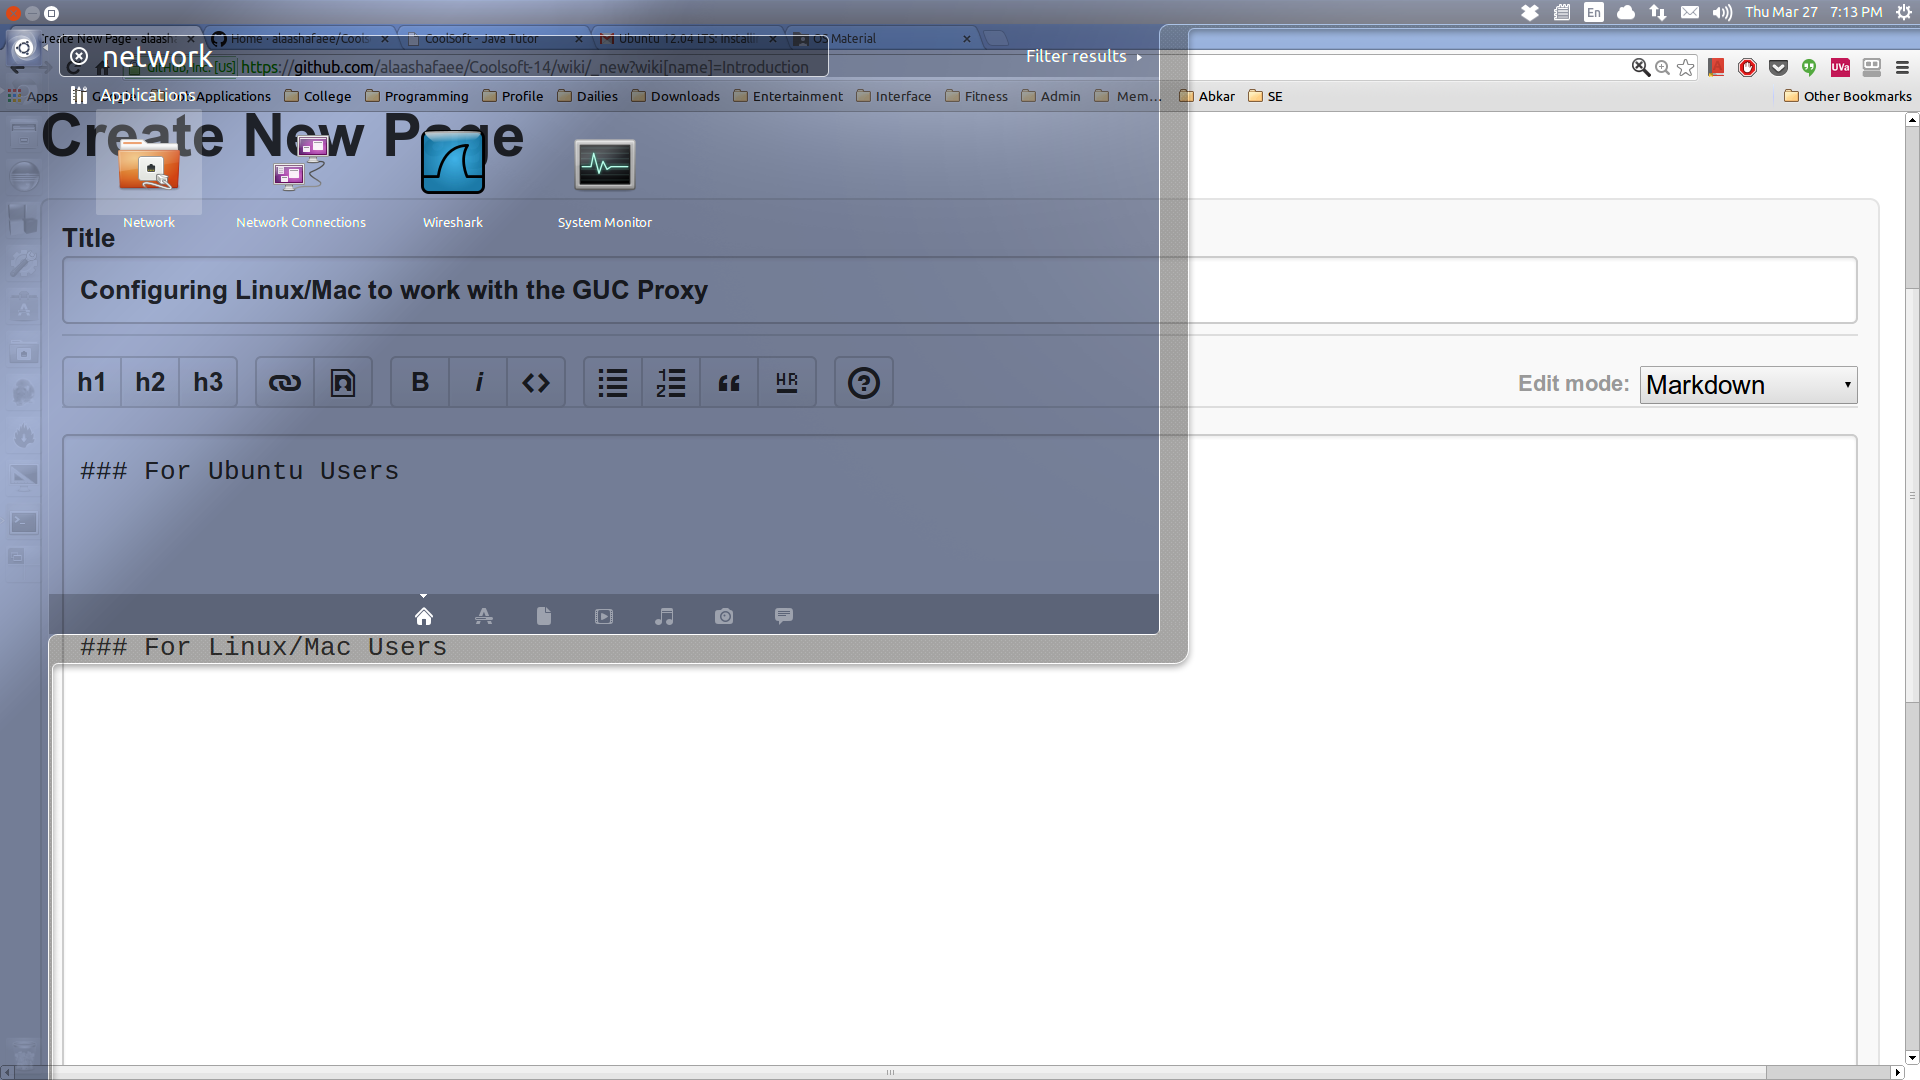 En
Thu Mar 27 7:13 PM
Create New Page · alaash
Home · alaashafaee/Cools
CoolSoft - Java Tutor
Ubuntu 12.04 LTS: Install
OS Material
network
Filter results
GitHub, Inc. [US] https://github.com/alaashafaee/Coolsoft-14/wiki/_new?wiki[name]=Introduction
UVa
Apps
Applications
Applications
College
Programming
Profile
Dailies
Downloads
Entertainment
Interface
Fitness
Admin
Mem...
Abkar
SE
Other Bookmarks
Create New Page
Network
Network Connections
Wireshark
System Monitor
Title
Configuring Linux/Mac to work with the GUC Proxy
h1 h2 h3
B i
HR
Edit mode: Markdown
### For Ubuntu Users
### For Linux/Mac Users